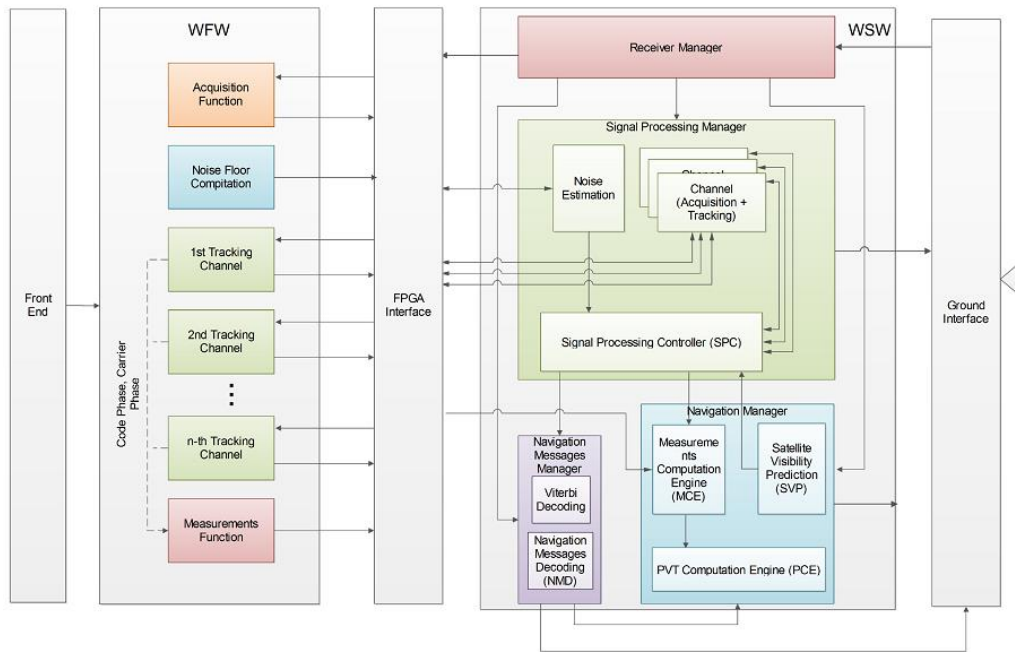 WFW
WSW
Receiver Manager
Acquisition
Function
Signal Processing Manager
Noise Floor
Compitation
Noise
Estimation
Channel
Channel
(Acquisition +
Tracking)
1st Tracking
Channel
Front
End
FPGA
Interface
Ground
Interface
2nd Tracking
Channel
Signal Processing Controller (SPC)
Code Phase, Carrier
Phase
n-th Tracking
Channel
Navigation Manager
Navigation
Messages
Manager
Measureme
nts
Computation
Engine
(MCE)
Satellite
Visibility
Prediction
(SVP)
Viterbi
Decoding
Measurements
Function
Navigation
Messages
Decoding
(NMD)
PVT Computation Engine (PCE)